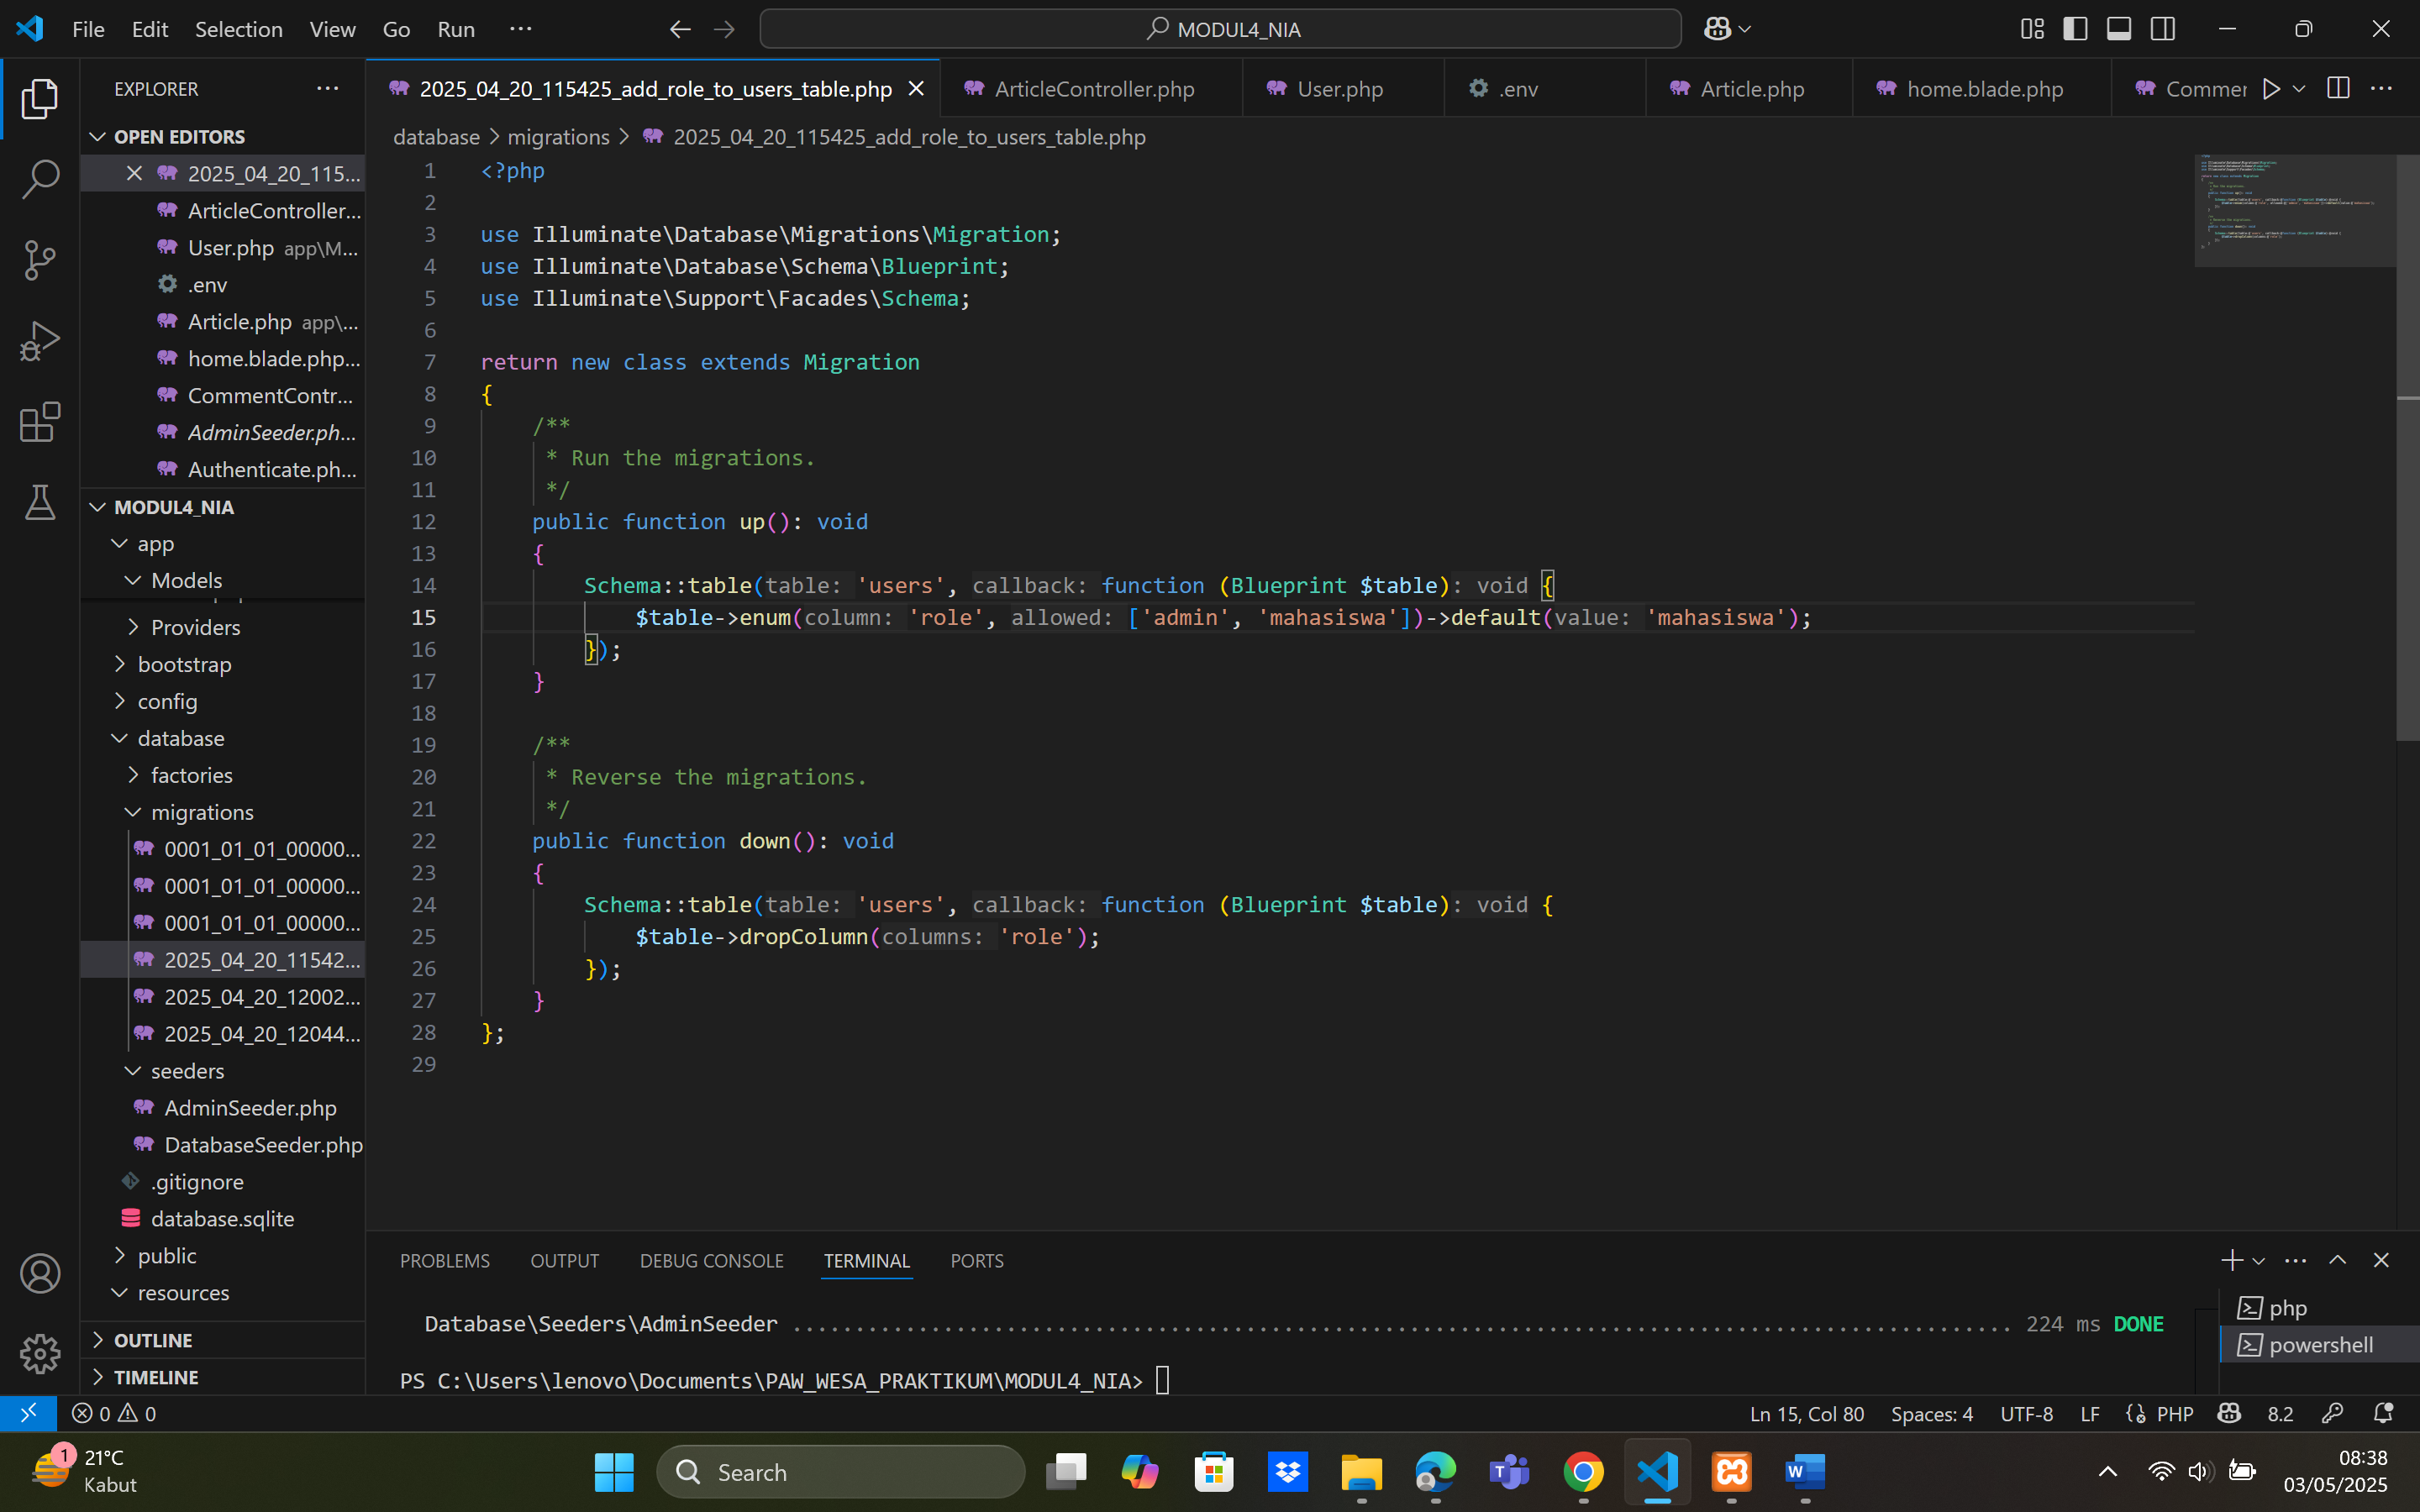 File Edit Selection View Go Run ···
MODUL4_NIA
EXPLORER ···
OPEN EDITORS
2025_04_20_115...
ArticleController...
User.php app\M...
.env
Article.php app\...
home.blade.php...
CommentContr...
AdminSeeder.ph...
Authenticate.ph...
MODUL4_NIA
app
Models
Providers
bootstrap
config
database
factories
migrations
0001_01_01_00000...
0001_01_01_00000...
0001_01_01_00000...
2025_04_20_11542...
2025_04_20_12002...
2025_04_20_12044...
seeders
AdminSeeder.php
DatabaseSeeder.php
.gitignore
database.sqlite
public
resources
OUTLINE
TIMELINE
2025_04_20_115425_add_role_to_users_table.php ArticleController.php User.php .env Article.php home.blade.php Commer
database > migrations > 2025_04_20_115425_add_role_to_users_table.php
1 <?php
2
3 use Illuminate\Database\Migrations\Migration;
4 use Illuminate\Database\Schema\Blueprint;
5 use Illuminate\Support\Facades\Schema;
6
7 return new class extends Migration
8 {
9 /**
10 * Run the migrations.
11 */
12 public function up(): void
13 {
14 Schema::table(table: 'users', callback: function (Blueprint $table): void {
15 $table->enum(column: 'role', allowed: ['admin', 'mahasiswa'])->default(value: 'mahasiswa');
16 });
17 }
18
19 /**
20 * Reverse the migrations.
21 */
22 public function down(): void
23 {
24 Schema::table(table: 'users', callback: function (Blueprint $table): void {
25 $table->dropColumn(columns: 'role');
26 });
27 }
28 };
29
PROBLEMS OUTPUT DEBUG CONSOLE TERMINAL PORTS
Database\Seeders\AdminSeeder ........................................ 224 ms DONE
PS C:\Users\lenovo\Documents\PAW_WESA_PRAKTIKUM\MODUL4_NIA>
php
powershell
0 0
Ln 15, Col 80 Spaces: 4 UTF-8 LF PHP 8.2
1
21°C
Kabut
Search
08:38
03/05/2025